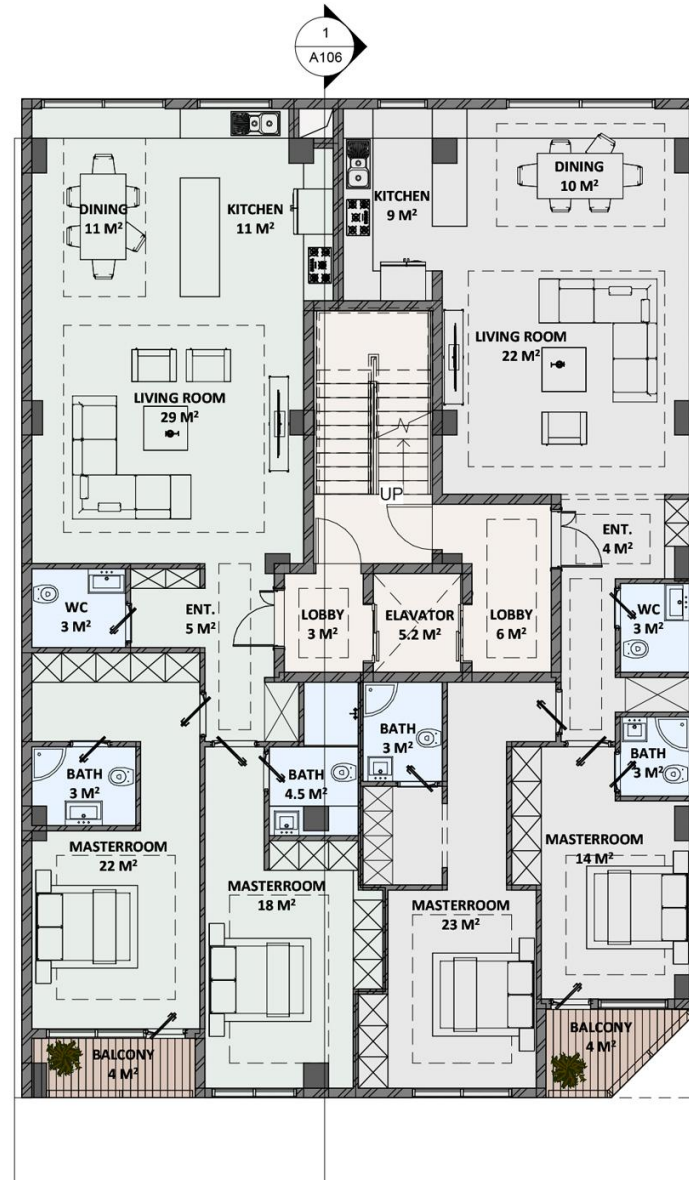 1
A106
DINING
11 M²
KITCHEN
11 M²
KITCHEN
9 M²
DINING
10 M²
LIVING ROOM
29 M²
LIVING ROOM
22 M²
UP
WC
3 M²
ENT.
5 M²
LOBBY
3 M²
ELAVATOR
5.2 M²
LOBBY
6 M²
ENT.
4 M²
WC
3 M²
BATH
3 M²
BATH
4.5 M²
BATH
3 M²
BATH
3 M²
MASTERROOM
22 M²
MASTERROOM
18 M²
MASTERROOM
23 M²
MASTERROOM
14 M²
BALCONY
4 M²
BALCONY
4 M²